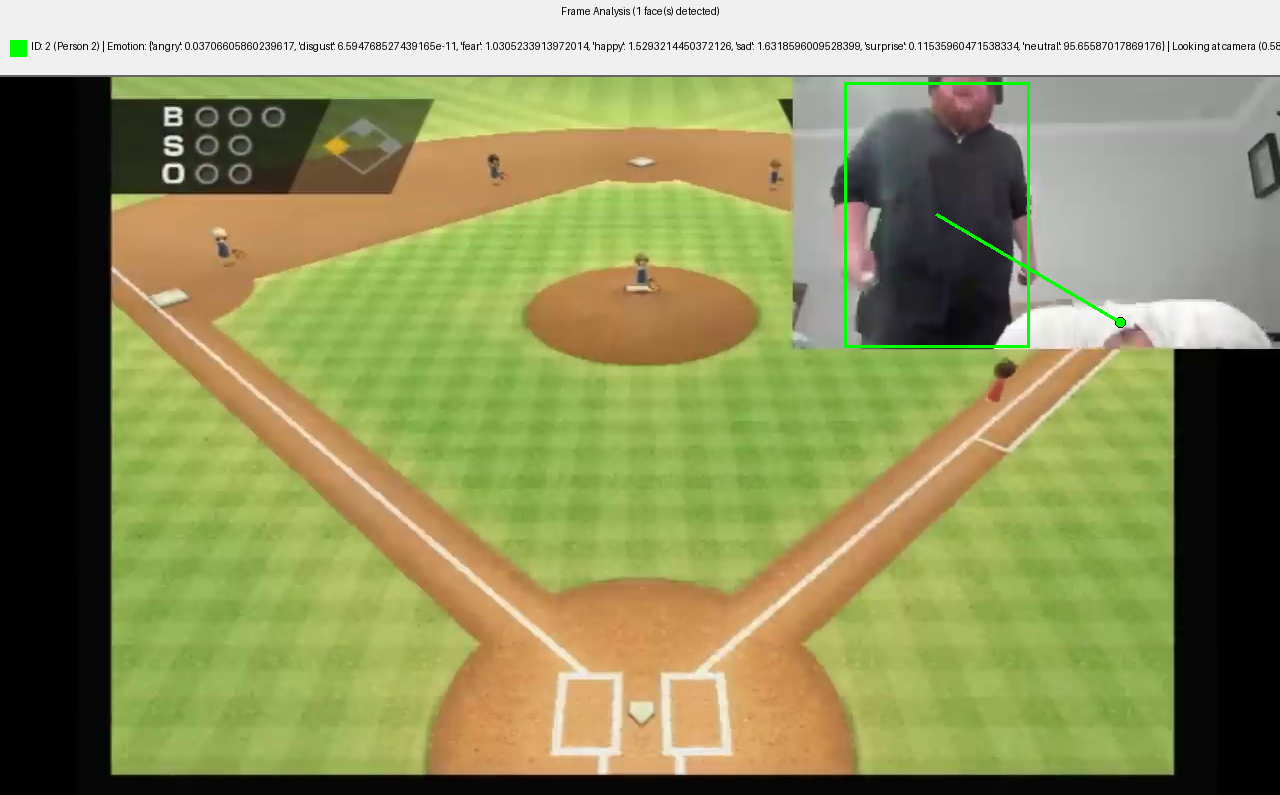 Frame Analysis (1 face(s) detected)
ID: 2 (Person 2) | Emotion: {'angry': 0.03706605860239617, 'disgust': 6.594768527439165e-11, 'fear': 1.0305233913972014, 'happy': 1.5293214450372126, 'sad': 1.6318596009528399, 'surprise': 0.11535960471538334, 'neutral': 95.65587017869176} | Looking at camera (0.58
B
S
O